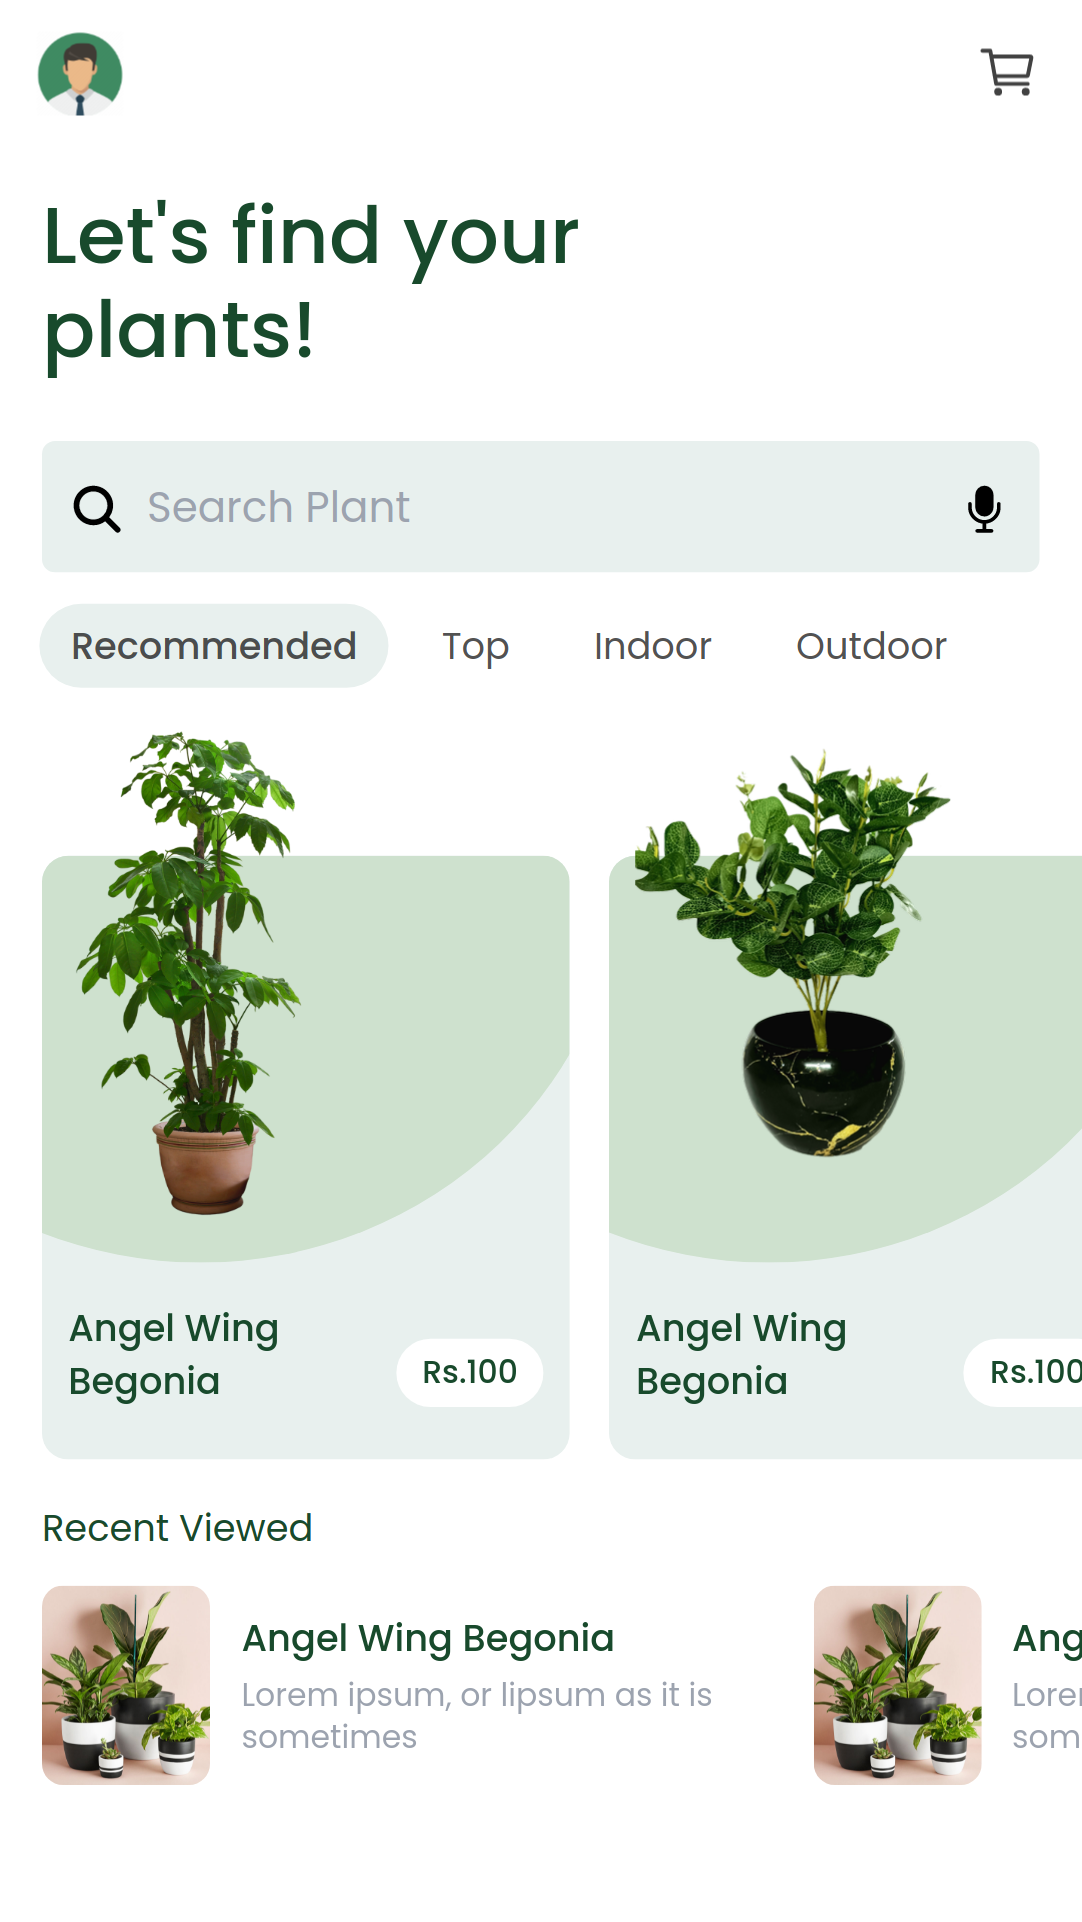 Let's find your
plants!
Search Plant
Recommended
Top
Indoor
Outdoor
Angel Wing
Begonia
Rs.100
Angel Wing
Begonia
Rs.100
Recent Viewed
Angel Wing Begonia
Lorem ipsum, or lipsum as it is
sometimes
Ang
Lorem
som